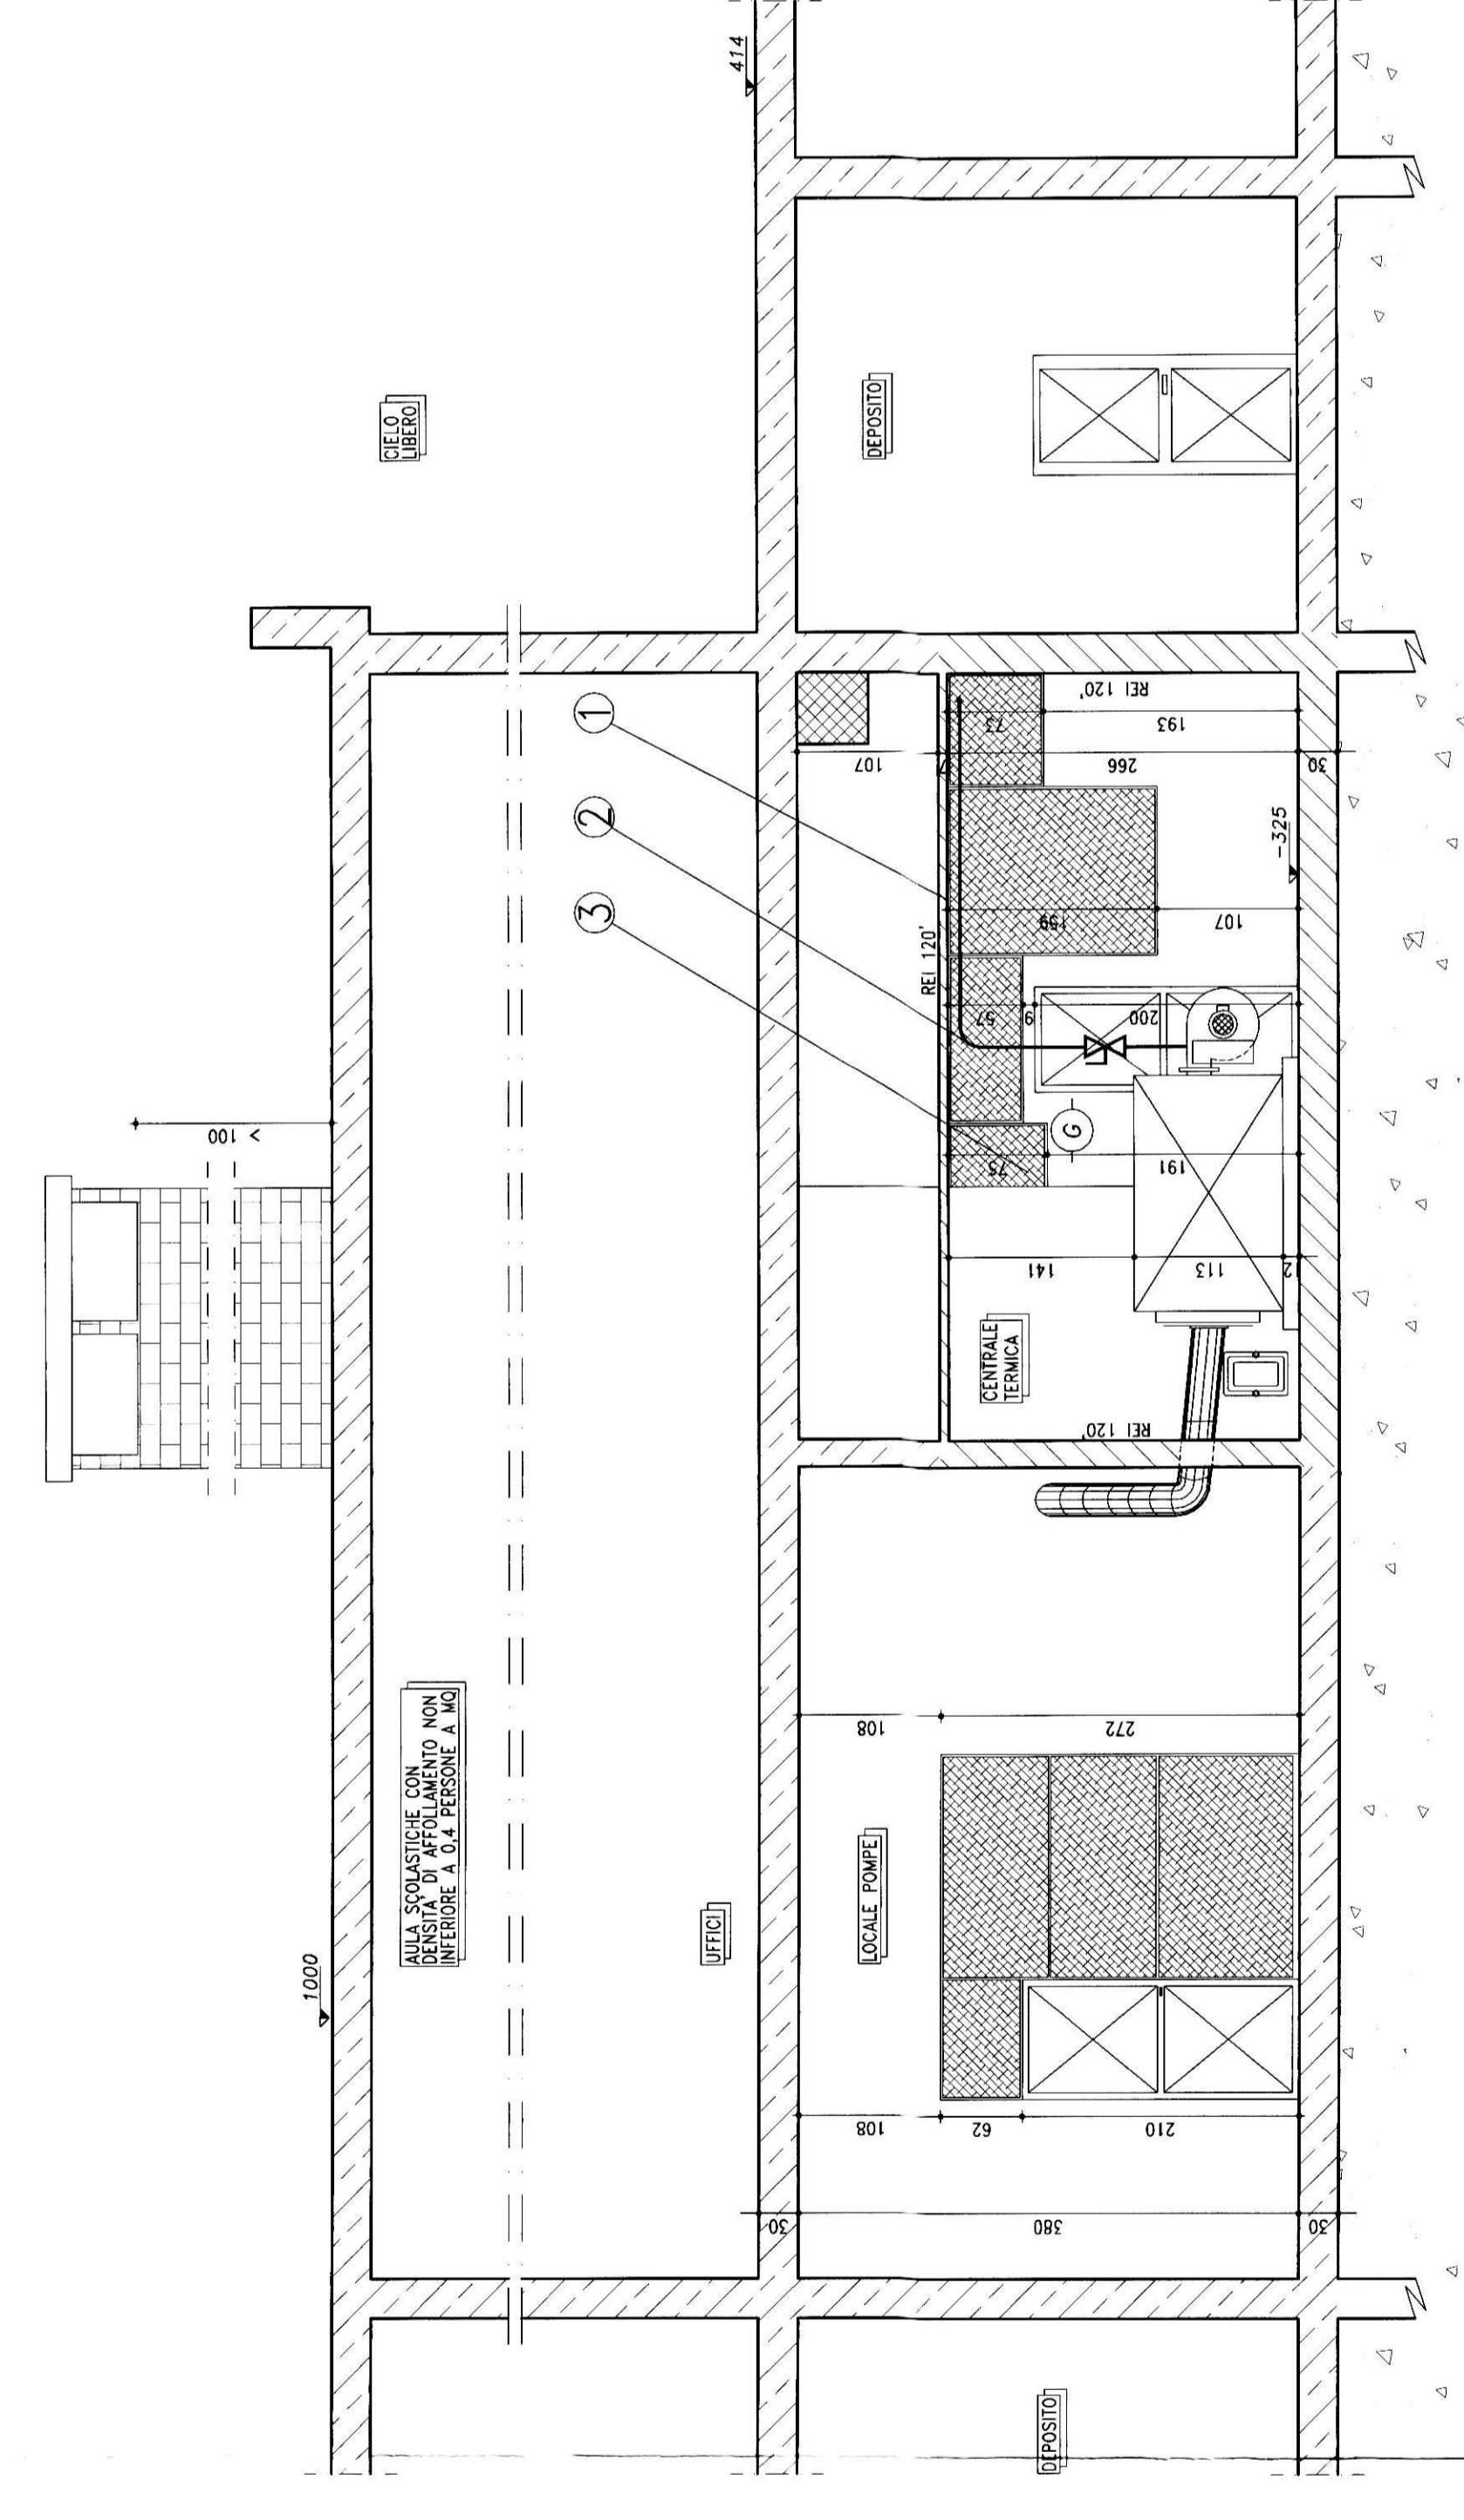 > 100
1000
414
CIELO
LIBERO
AULA SCOLASTICHE CON
DENSITA' DI AFFOLLAMENTO NON
INFERIORE A 0,4 PERSONE A MQ
UFFICI
1
2
3
DEPOSITO
LOCALE POMPE
DEPOSITO
CENTRALE
TERMICA
REI 120'
REI 120'
REI 120'
G
-325
30
380
30
108
62
210
108
272
141
113
12
75
191
57
9
200
159
107
73
193
107
7
266
30